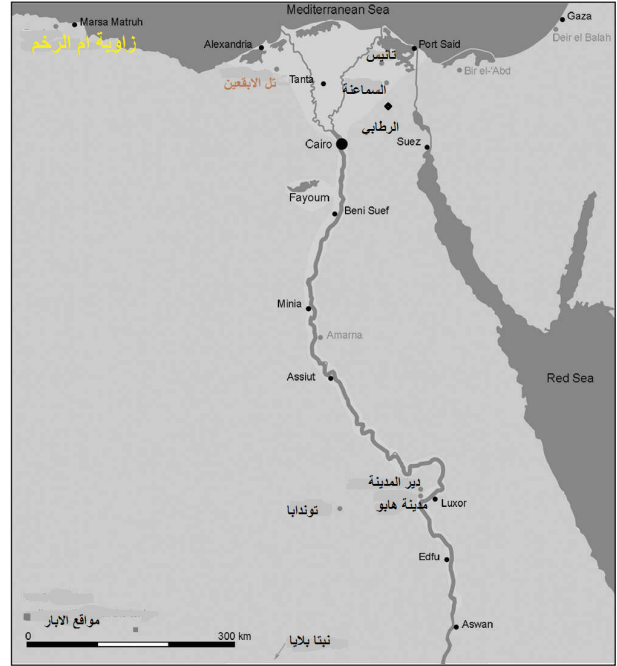 Mediterranean Sea
Marsa Matruh
زاوية ام الرخم
Alexandria
تانيس
Port Said
Gaza
Deir el Balah
Bir el-'Abd
تل الابقعين
Tanta
السماعنة
الرطابي
Cairo
Suez
Fayoum
Beni Suef
Minia
Amarna
Assiut
Red Sea
دير المدينة
مدينة هابو
Luxor
توندابا
Edfu
مواقع الابار
Aswan
0 300 km
نبتا بلايا